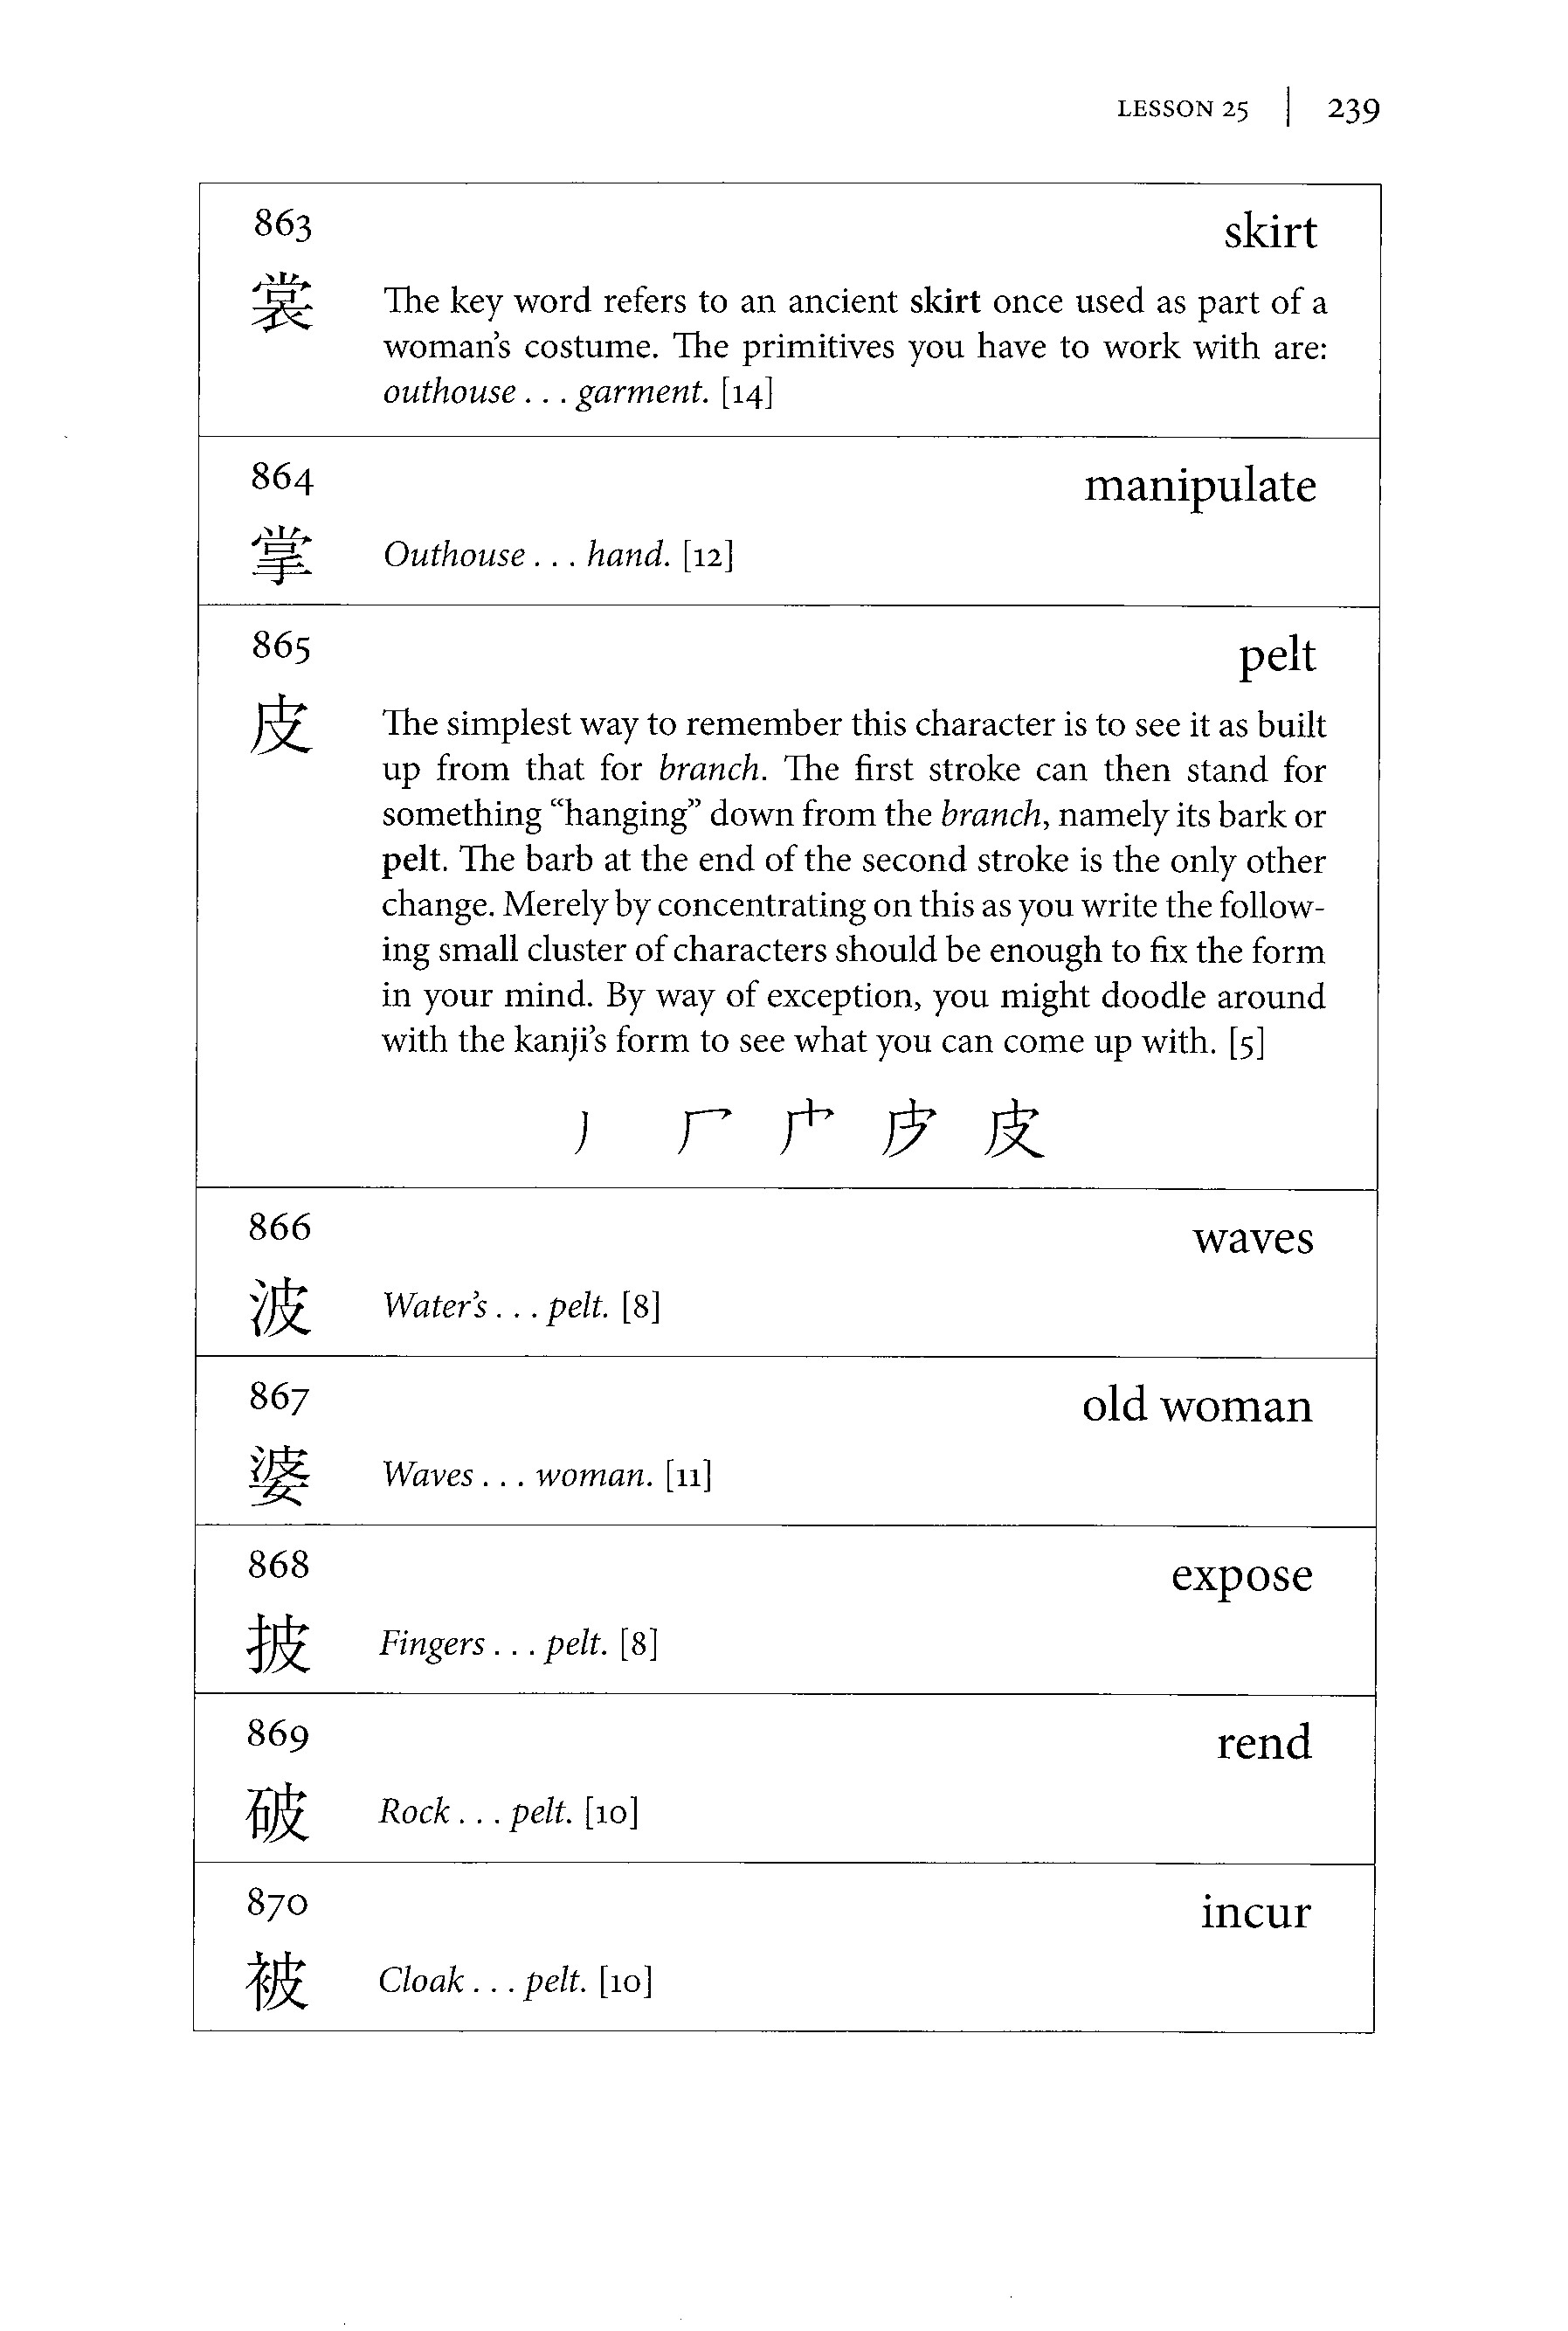 LESSON 25 | 239
863 skirt
裳 The key word refers to an ancient skirt once used as part of a
woman's costume. The primitives you have to work with are:
outhouse . . . garment. [14]
864 manipulate
掌 Outhouse . . . hand. [12]
865 pelt
皮 The simplest way to remember this character is to see it as built
up from that for branch. The first stroke can then stand for
something “hanging” down from the branch, namely its bark or
pelt. The barb at the end of the second stroke is the only other
change. Merely by concentrating on this as you write the follow-
ing small cluster of characters should be enough to fix the form
in your mind. By way of exception, you might doodle around
with the kanji's form to see what you can come up with. [5]
皮
866 waves
波 Water's . . . pelt. [8]
867 old woman
婆 Waves . . . woman. [11]
868 expose
披 Fingers . . . pelt. [8]
869 rend
破 Rock . . . pelt. [10]
870 incur
被 Cloak . . . pelt. [10]